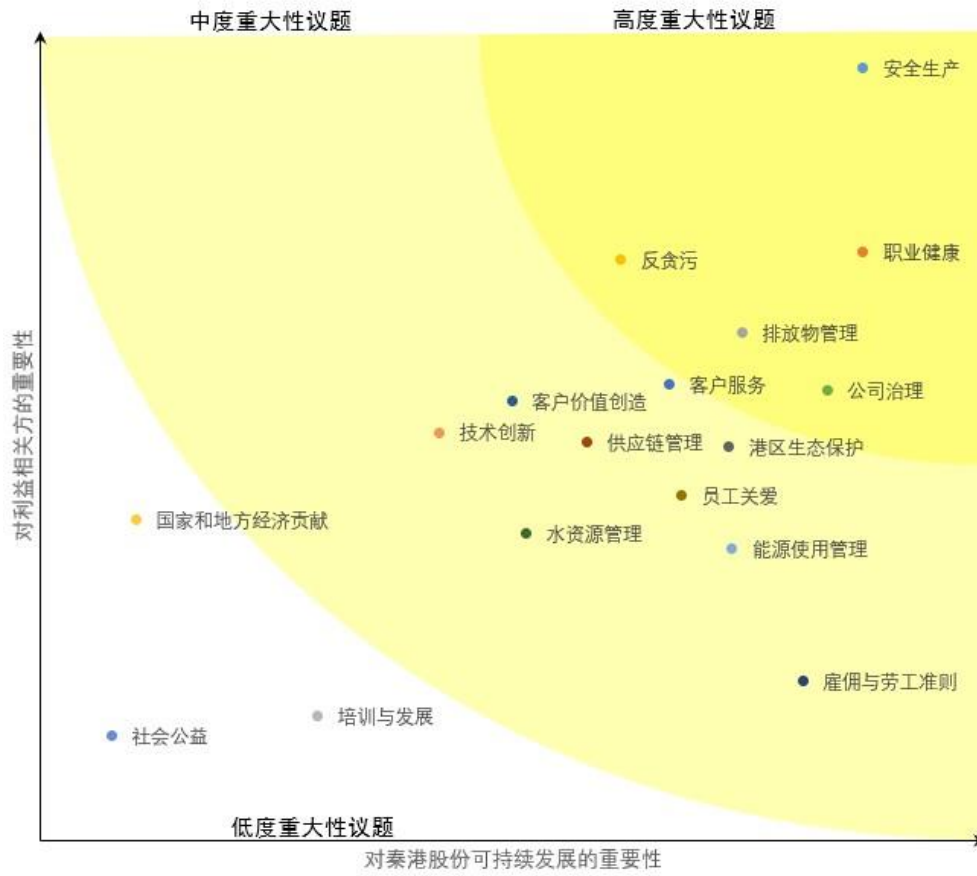 中度重大性议题
高度重大性议题
安全生产
职业健康
反贪污
排放物管理
客户服务
公司治理
客户价值创造
技术创新
供应链管理
港区生态保护
员工关爱
国家和地方经济贡献
水资源管理
能源使用管理
雇佣与劳工准则
培训与发展
社会公益
低度重大性议题
对利益相关方的重要性
对秦港股份可持续发展的重要性